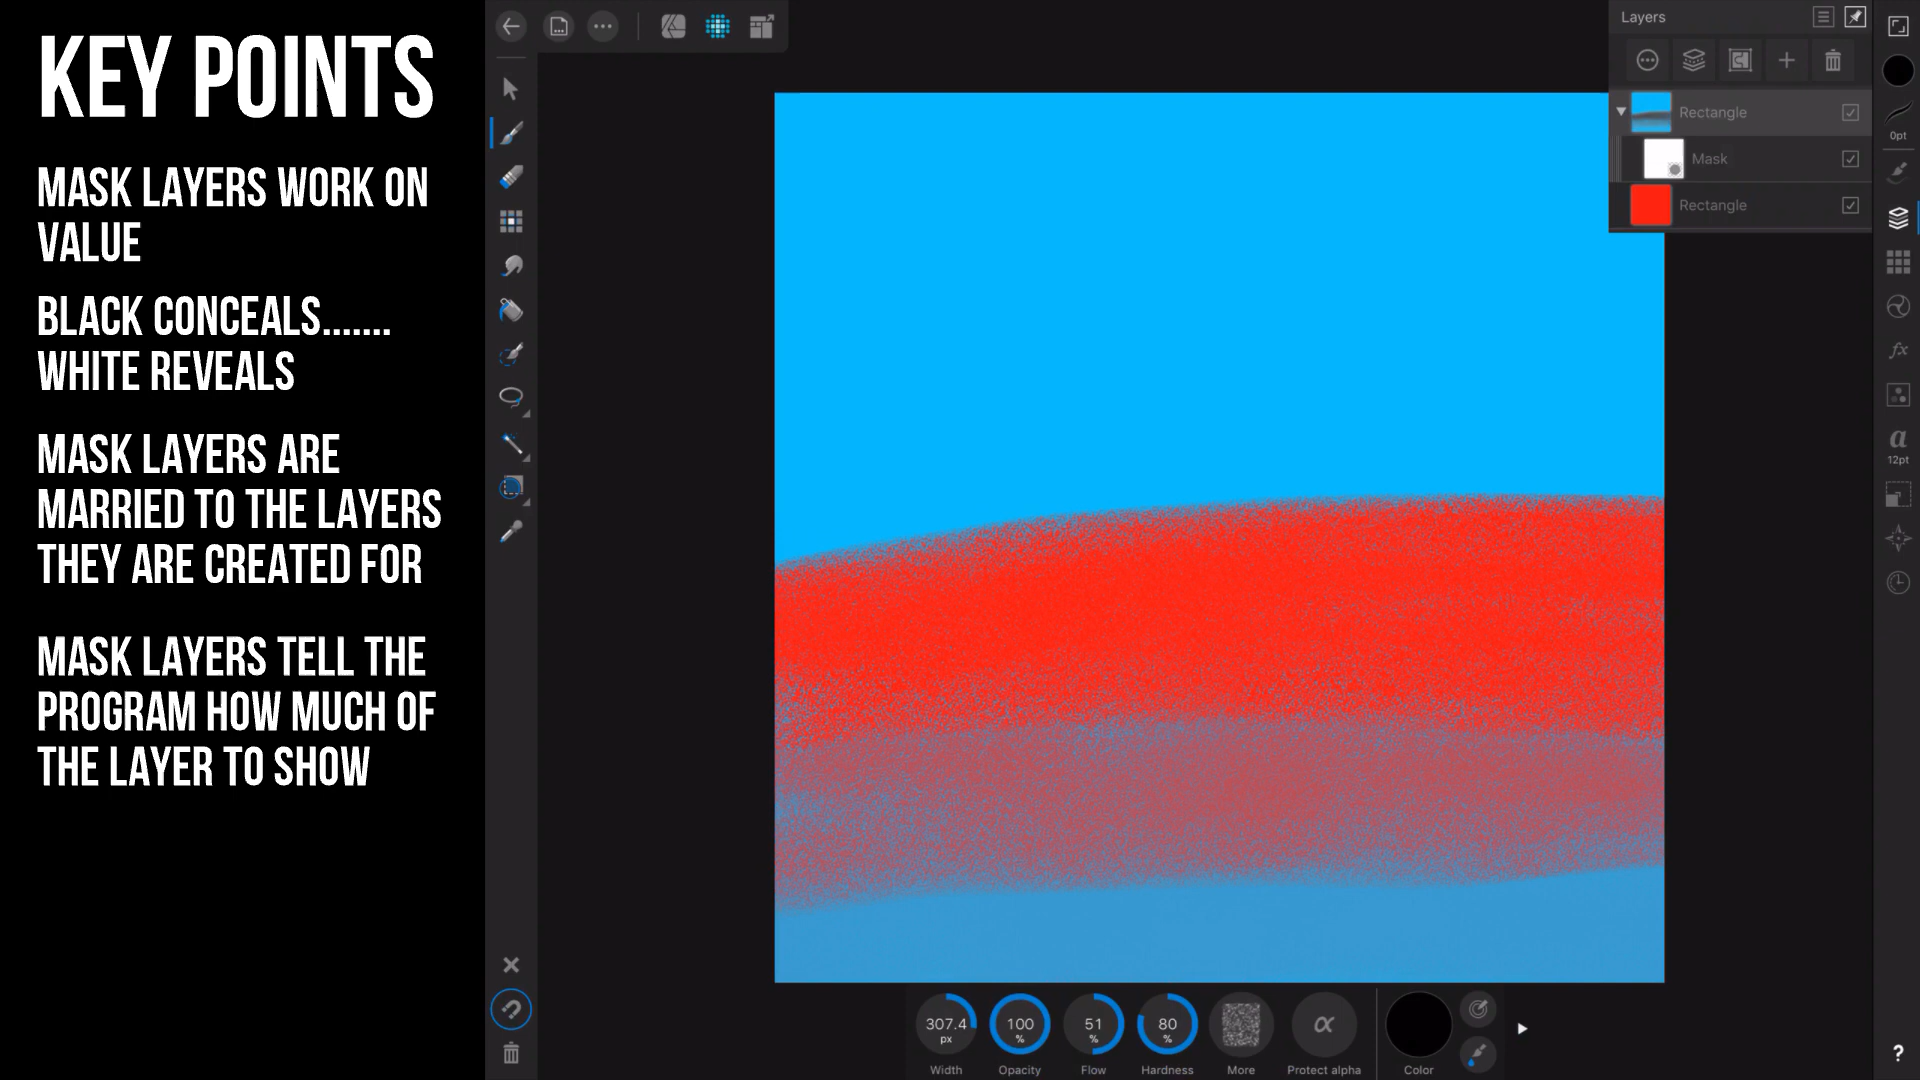 KEY POINTS
MASK LAYERS WORK ON
VALUE
BLACK CONCEALS.......
WHITE REVEALS
MASK LAYERS ARE
MARRIED TO THE LAYERS
THEY ARE CREATED FOR
MASK LAYERS TELL THE
PROGRAM HOW MUCH OF
THE LAYER TO SHOW
Layers
Rectangle
Mask
Rectangle
0pt
fx
a
12pt
307.4
px
Width
100
%
Opacity
51
%
Flow
80
%
Hardness
More
α
Protect alpha
Color
?